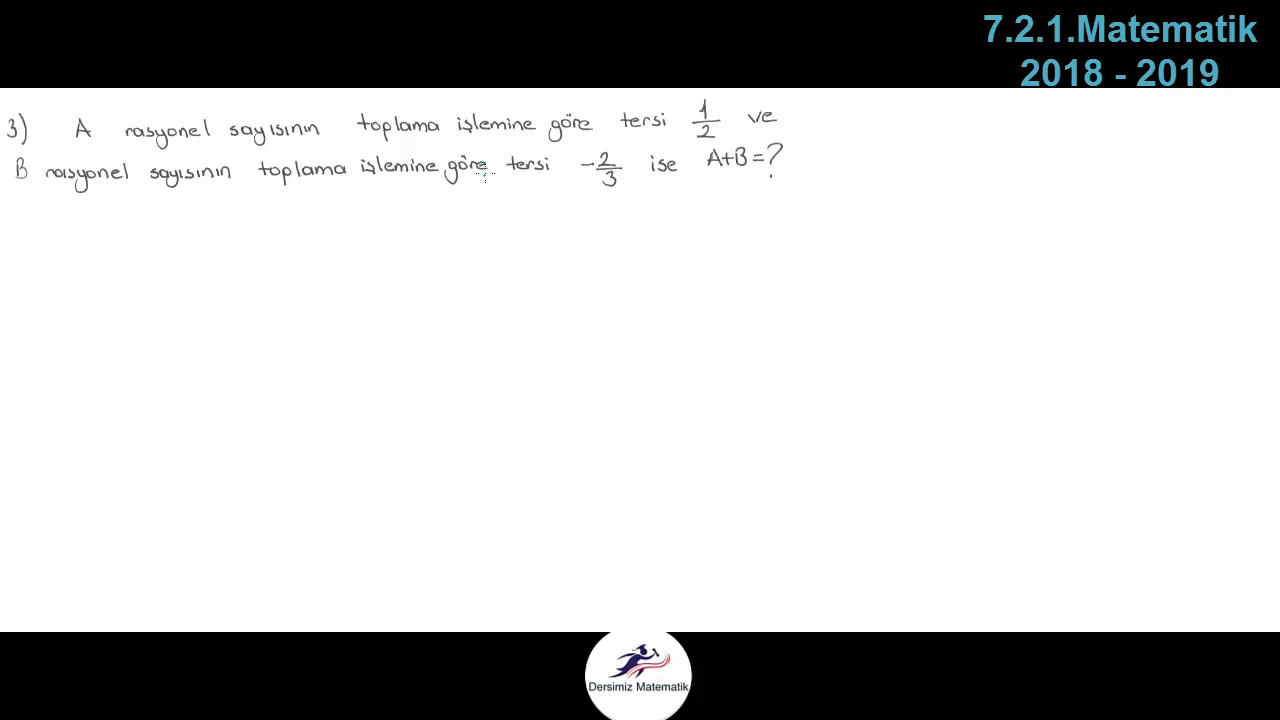 7.2.1.Matematik
2018 - 2019
3) A rasyonel sayısının toplama işlemine göre tersi 1/2 ve
B rasyonel sayısının toplama işlemine göre tersi -2/3 ise A+B=?
Dersimiz Matematik